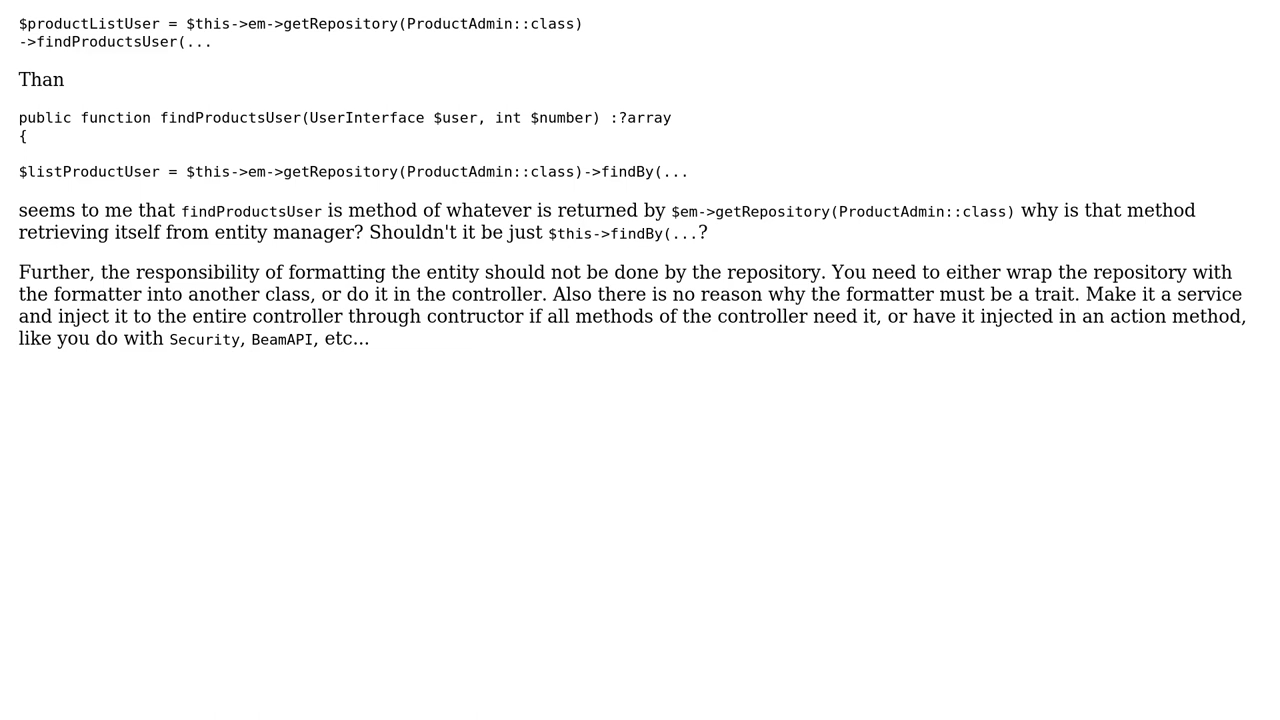 $productListUser = $this->em->getRepository(ProductAdmin::class)
->findProductsUser(...
Than
public function findProductsUser(UserInterface $user, int $number) :?array
{
$listProductUser = $this->em->getRepository(ProductAdmin::class)->findBy(...
seems to me that findProductsUser is method of whatever is returned by $em->getRepository(ProductAdmin::class) why is that method
retrieving itself from entity manager? Shouldn't it be just $this->findBy(...?
Further, the responsibility of formatting the entity should not be done by the repository. You need to either wrap the repository with
the formatter into another class, or do it in the controller. Also there is no reason why the formatter must be a trait. Make it a service
and inject it to the entire controller through contructor if all methods of the controller need it, or have it injected in an action method,
like you do with Security, BeamAPI, etc...